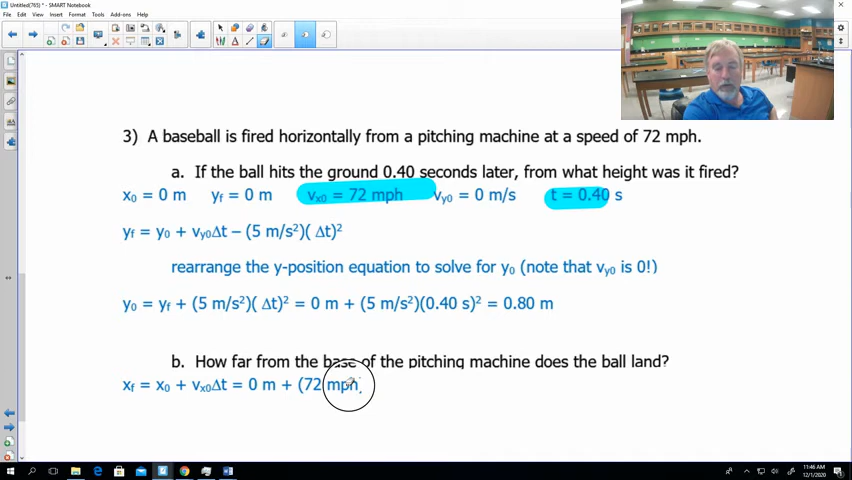 Untitled(765) * - SMART Notebook
File Edit View Insert Format Tools Add-ons Help
3) A baseball is fired horizontally from a pitching machine at a speed of 72 mph.
a. If the ball hits the ground 0.40 seconds later, from what height was it fired?
x₀ = 0 m y_f = 0 m v_x0 = 72 mph v_y0 = 0 m/s t = 0.40 s
y_f = y₀ + v_y0Δt – (5 m/s²)( Δt)²
rearrange the y-position equation to solve for y₀ (note that v_y0 is 0!)
y₀ = y_f + (5 m/s²)( Δt)² = 0 m + (5 m/s²)(0.40 s)² = 0.80 m
b. How far from the base of the pitching machine does the ball land?
x_f = x₀ + v_x0Δt = 0 m + (72 mph
11:46 AM
12/1/2020